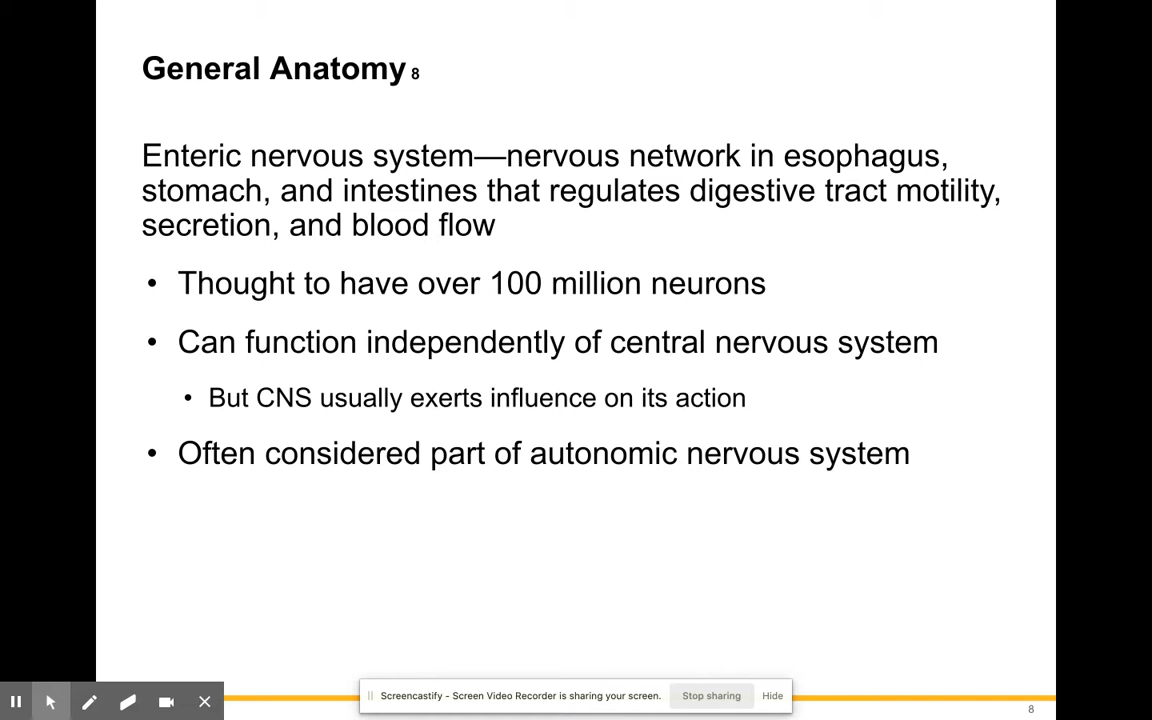 General Anatomy 8
Enteric nervous system—nervous network in esophagus,
stomach, and intestines that regulates digestive tract motility,
secretion, and blood flow
• Thought to have over 100 million neurons
• Can function independently of central nervous system
• But CNS usually exerts influence on its action
• Often considered part of autonomic nervous system
Screencastify - Screen Video Recorder is sharing your screen. Stop sharing Hide
8